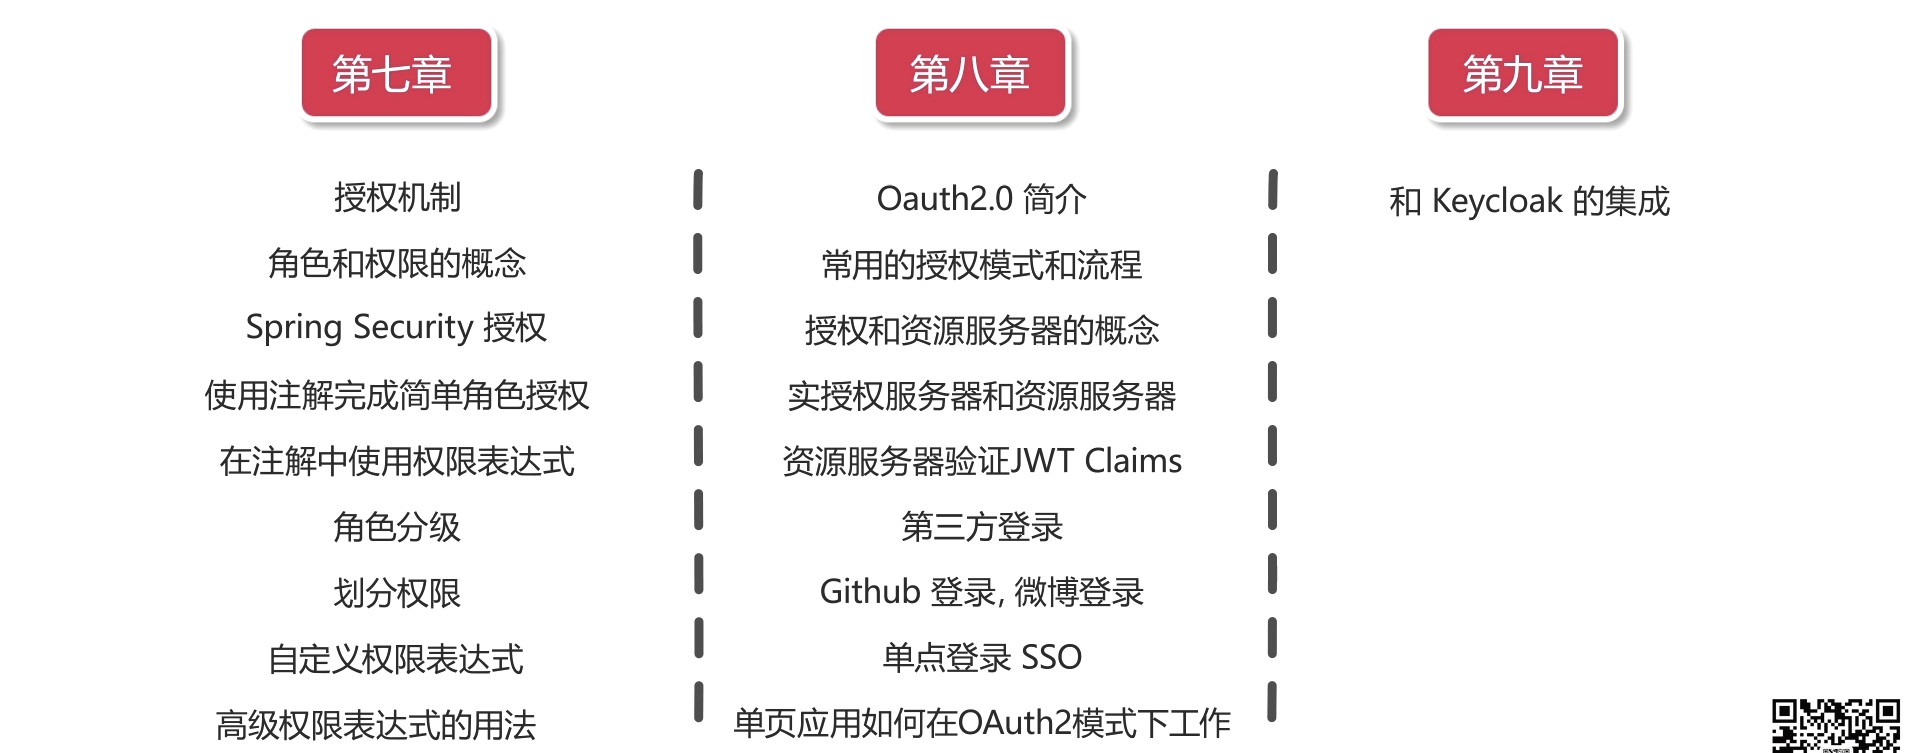 第七章
授权机制
角色和权限的概念
Spring Security 授权
使用注解完成简单角色授权
在注解中使用权限表达式
角色分级
划分权限
自定义权限表达式
高级权限表达式的用法
第八章
Oauth2.0 简介
常用的授权模式和流程
授权和资源服务器的概念
实授权服务器和资源服务器
资源服务器验证JWT Claims
第三方登录
Github 登录, 微博登录
单点登录 SSO
单页应用如何在OAuth2模式下工作
第九章
和 Keycloak 的集成